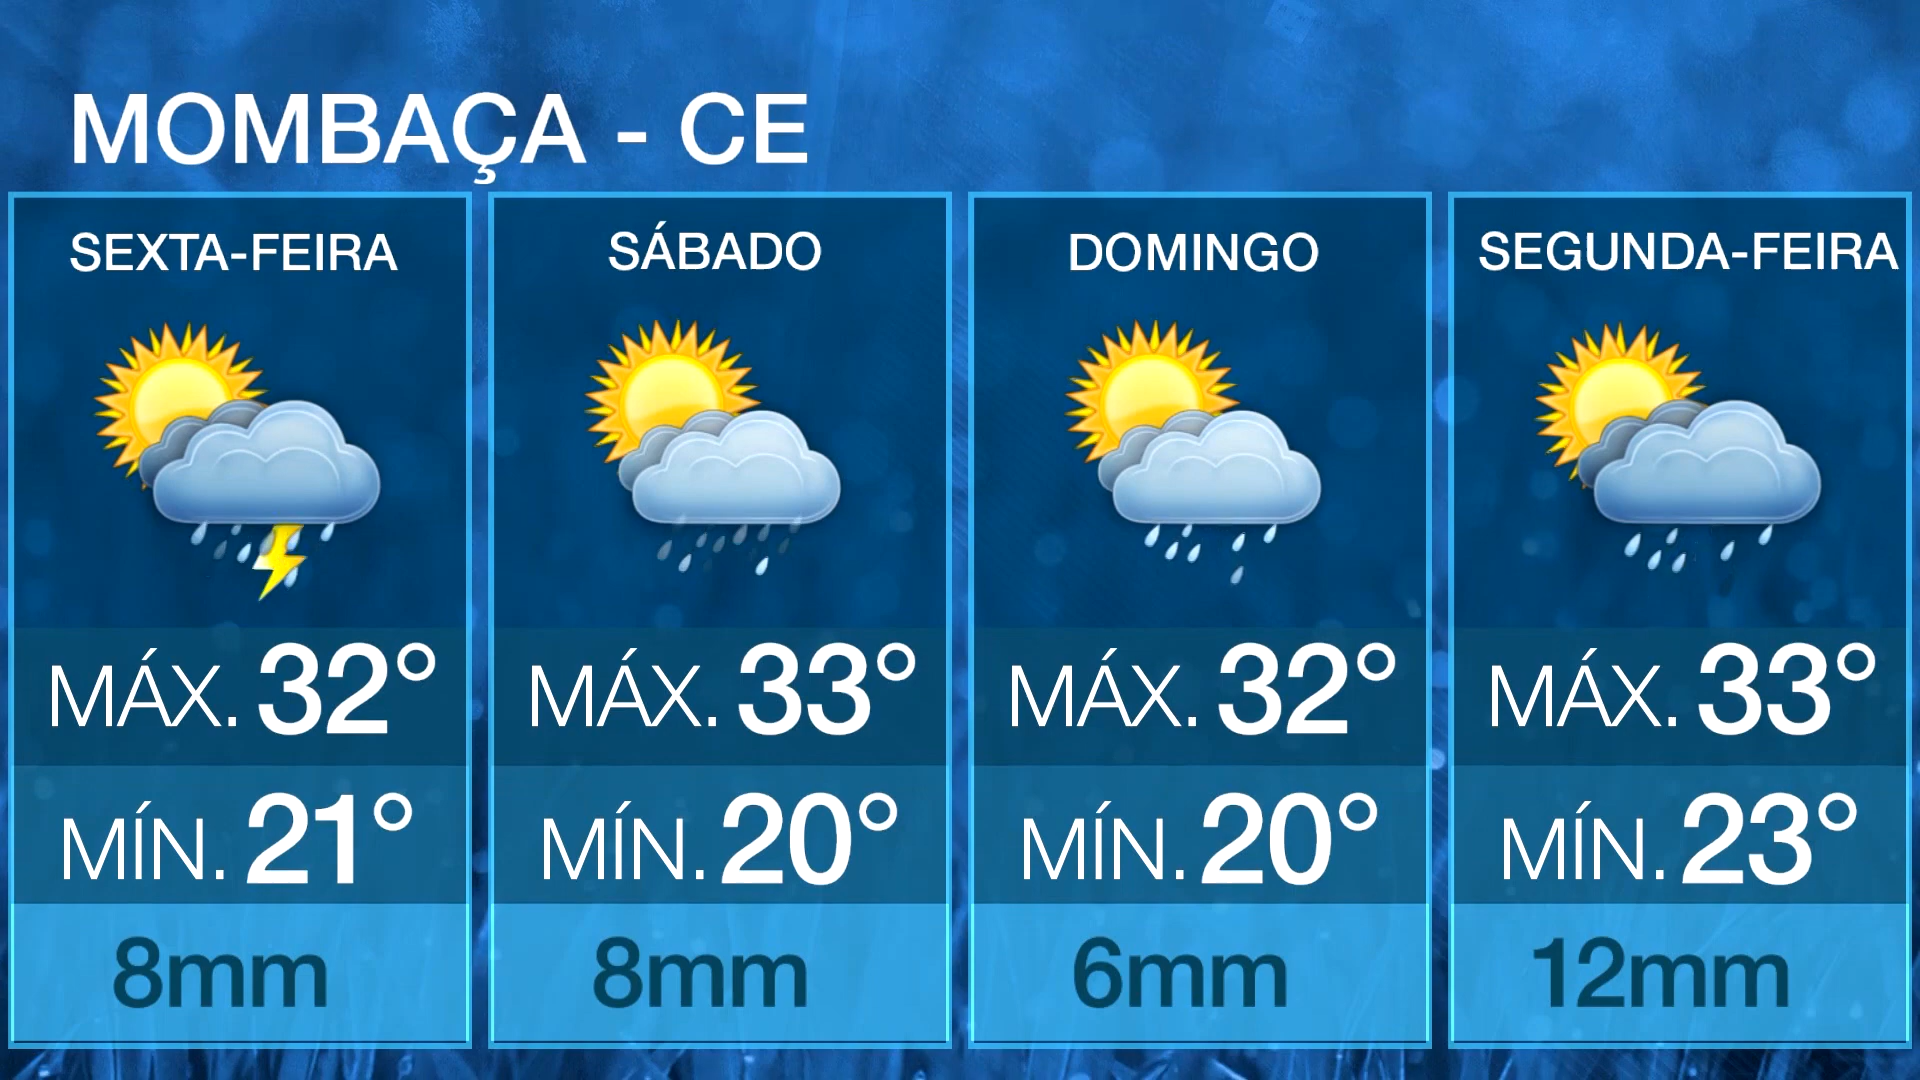 MOMBAÇA - CE
SEXTA-FEIRA
MÁX. 32°
MÍN. 21°
8mm
SÁBADO
MÁX. 33°
MÍN. 20°
8mm
DOMINGO
MÁX. 32°
MÍN. 20°
6mm
SEGUNDA-FEIRA
MÁX. 33°
MÍN. 23°
12mm